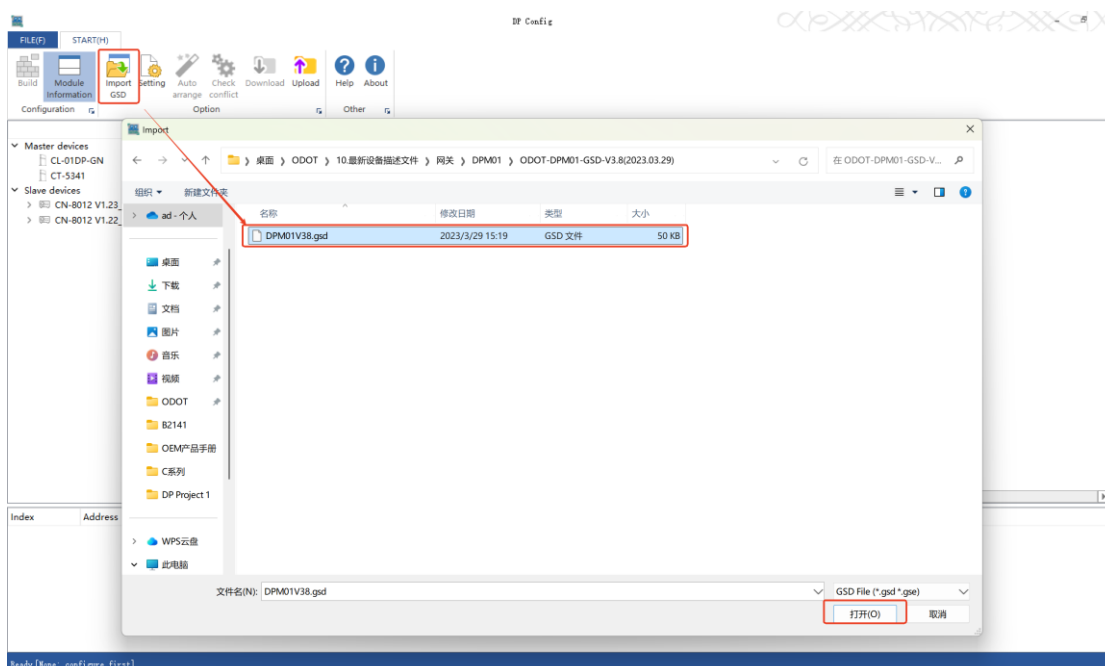 DP Config
FILE(F) START(H)
Build Module Information Import GSD Setting Auto arrange Check conflict Download Upload Help About
Configuration Option Other
Import
Master devices
CL-01DP-GN
CT-5341
Slave devices
CN-8012 V1.23_
CN-8012 V1.22_
桌面 ODOT 10.最新设备描述文件 网关 DPM01 ODOT-DPM01-GSD-V3.8(2023.03.29)
在 ODOT-DPM01-GSD-V...
组织 新建文件夹
ad - 个人
名称 修改日期 类型 大小
DPM01V38.gsd 2023/3/29 15:19 GSD 文件 50 KB
桌面
下载
文档
图片
音乐
视频
ODOT
B2141
OEM产品手册
C系列
DP Project 1
WPS云盘
此电脑
Index Address
文件名(N): DPM01V38.gsd GSD File (*.gsd *.gse)
打开(O) 取消
Ready [None: configure first]